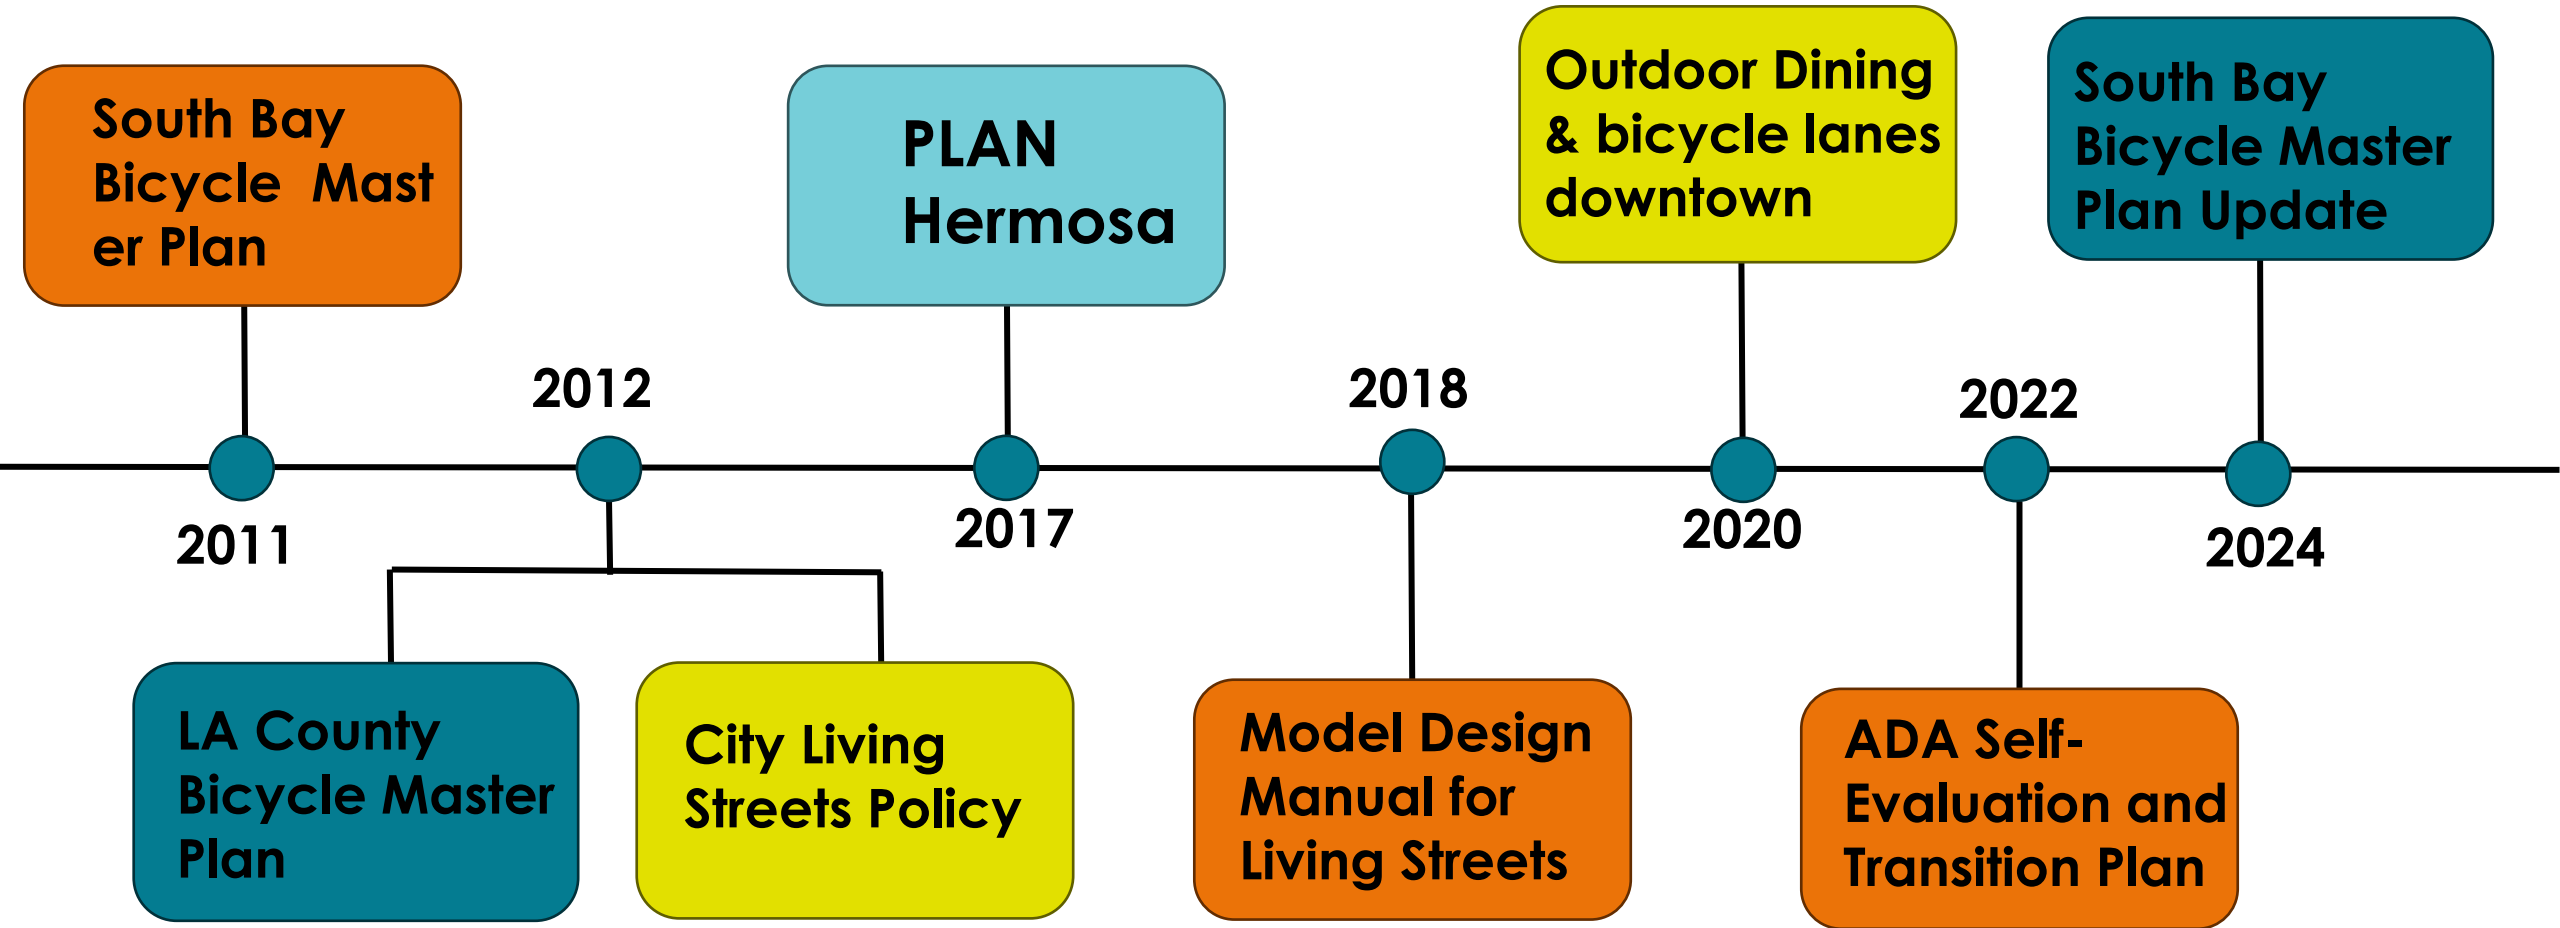 South Bay
Bicycle  Mast
er Plan
2011
2012
LA County
Bicycle Master
Plan
City Living
Streets Policy
PLAN
Hermosa
2017
2018
Model Design
Manual for
Living Streets
Outdoor Dining
& bicycle lanes
downtown
2020
2022
ADA Self-
Evaluation and
Transition Plan
South Bay
Bicycle Master
Plan Update
2024